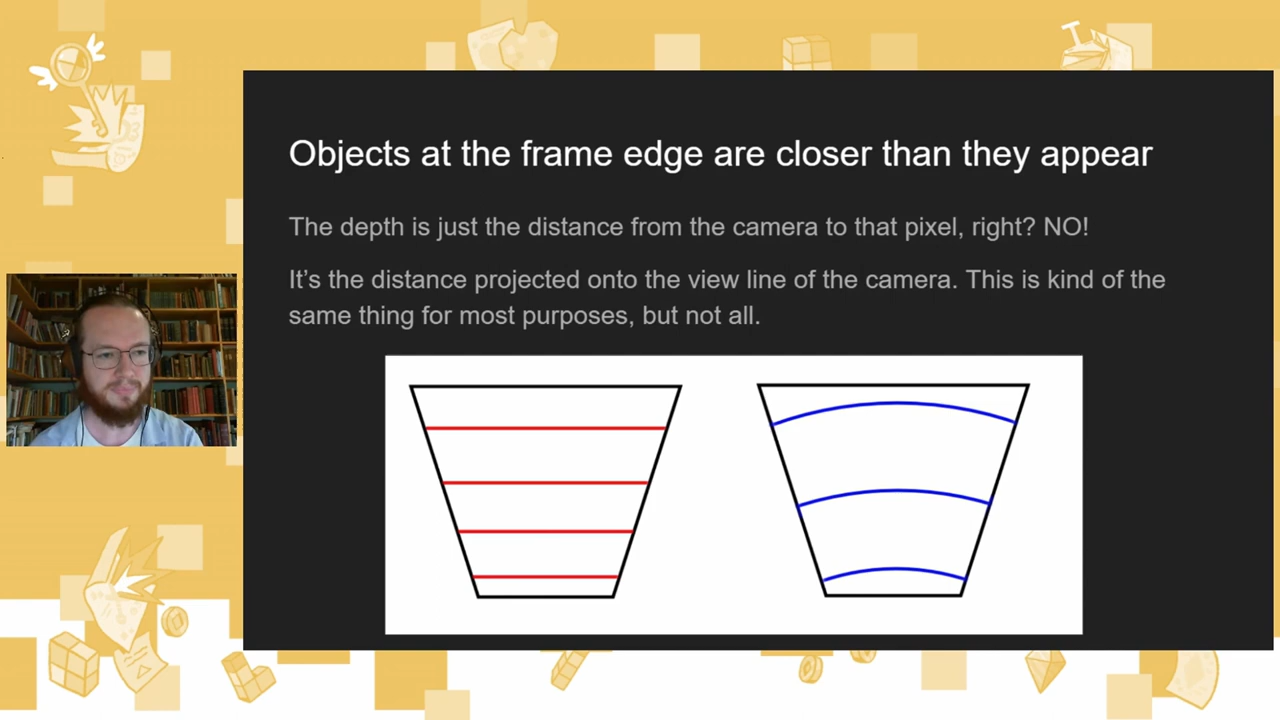 Objects at the frame edge are closer than they appear
The depth is just the distance from the camera to that pixel, right? NO!
It’s the distance projected onto the view line of the camera. This is kind of the
same thing for most purposes, but not all.